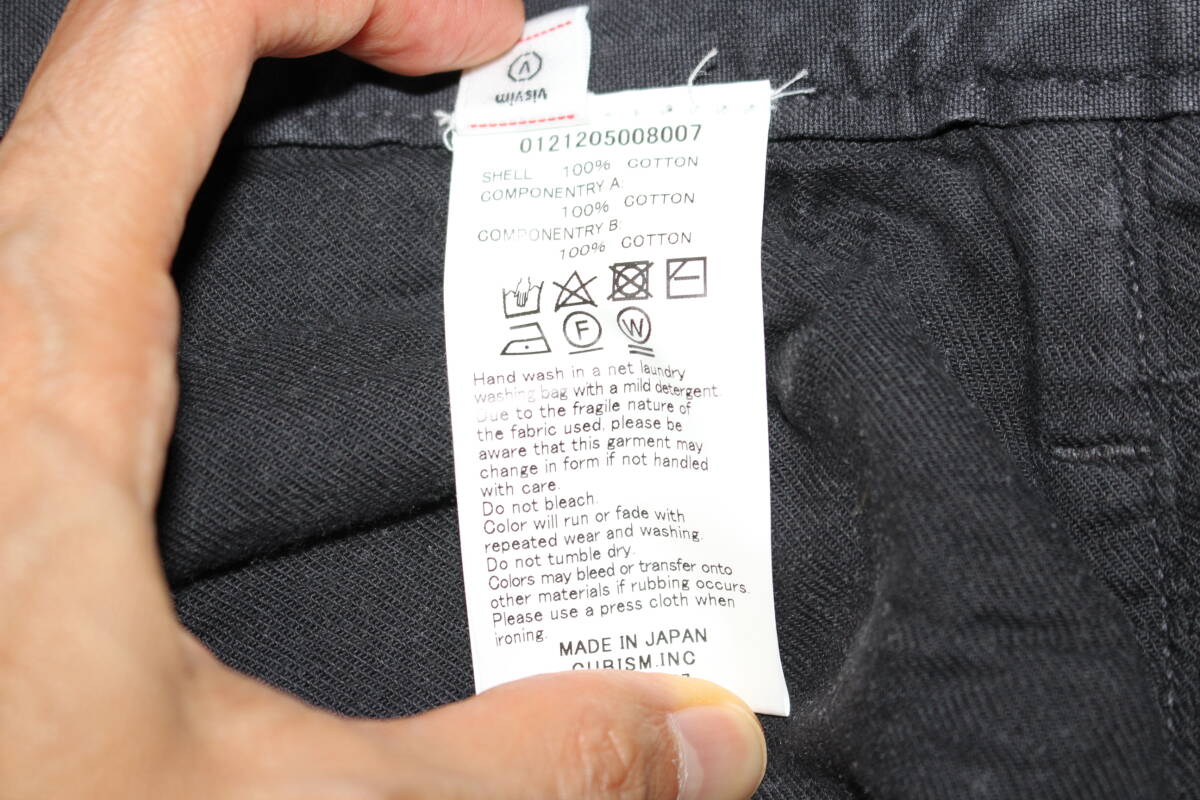 visvim
0121205008007
SHELL 100% COTTON
COMPONENTRY A:
100% COTTON
COMPONENTRY B:
100% COTTON
F W
Hand wash in a net laundry
washing bag with a mild detergent.
Due to the fragile nature of
the fabric used, please be
aware that this garment may
change in form if not handled
with care.
Do not bleach.
Color will run or fade with
repeated wear and washing.
Do not tumble dry.
Colors may bleed or transfer onto
other materials if rubbing occurs.
Please use a press cloth when
ironing.
MADE IN JAPAN
CUBISM.INC